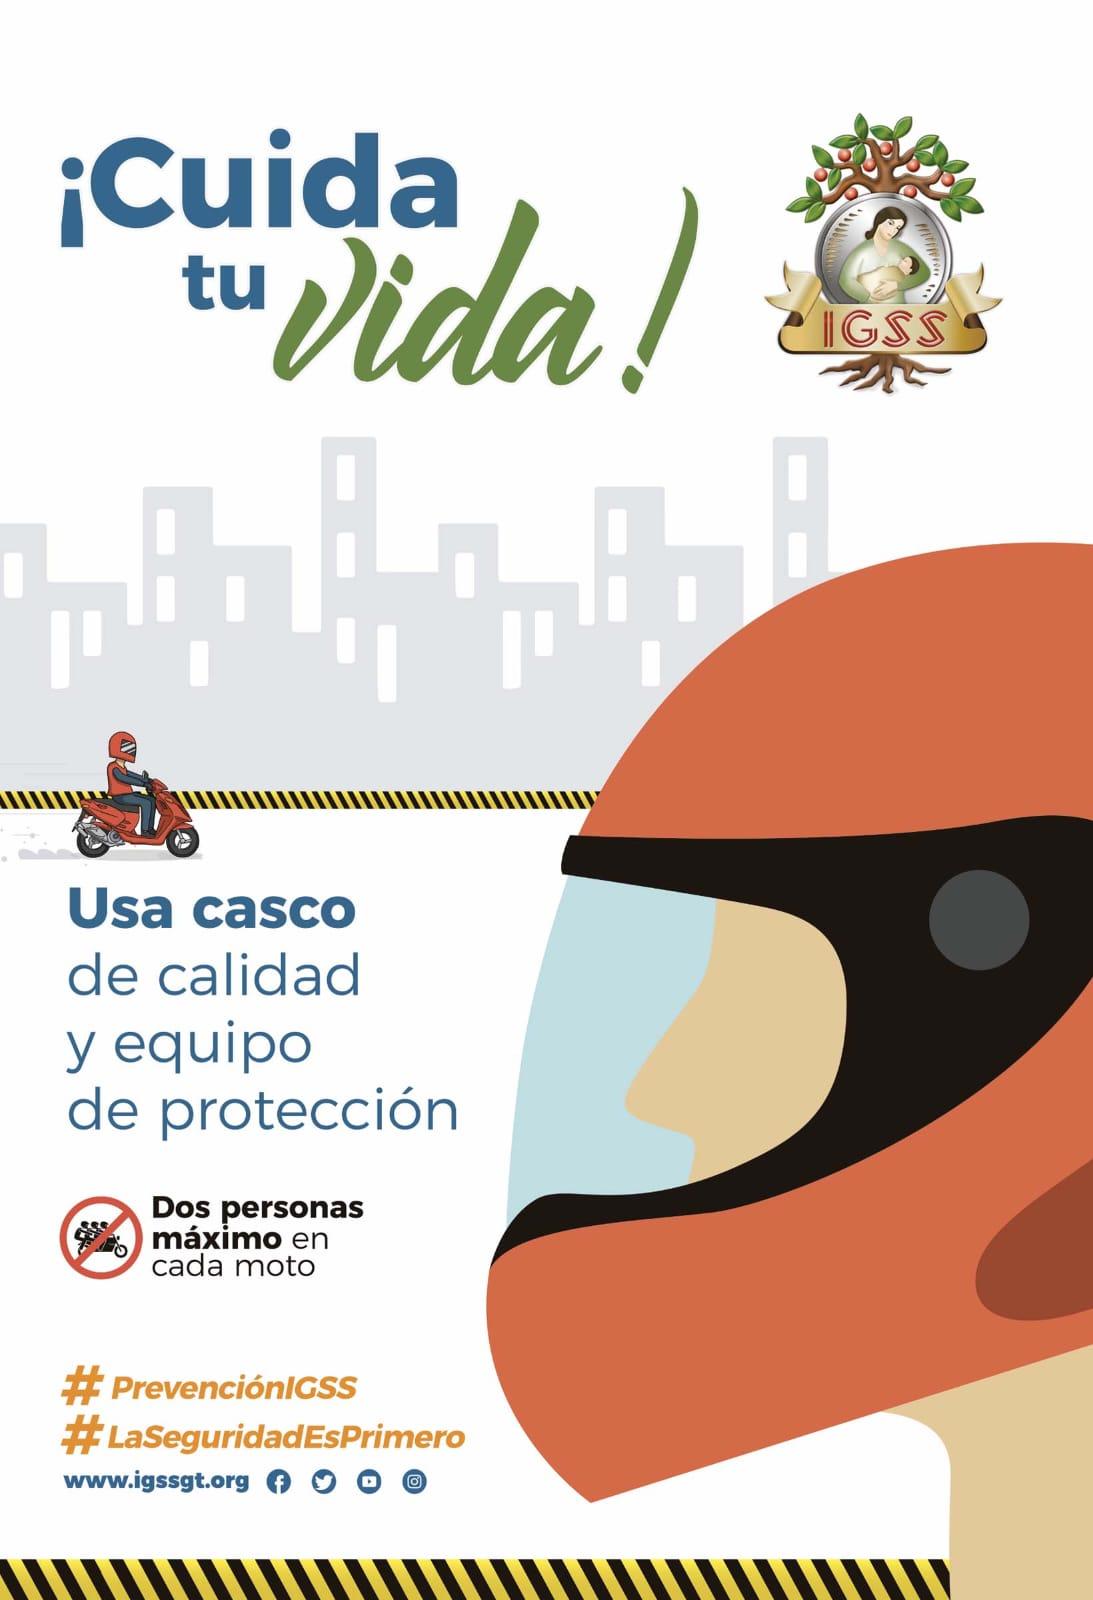 ¡Cuida
tu vida!
IGSS
Usa casco
de calidad
y equipo
de protección
Dos personas
máximo en
cada moto
# PrevenciónIGSS
# LaSeguridadEsPrimero
www.igssgt.org